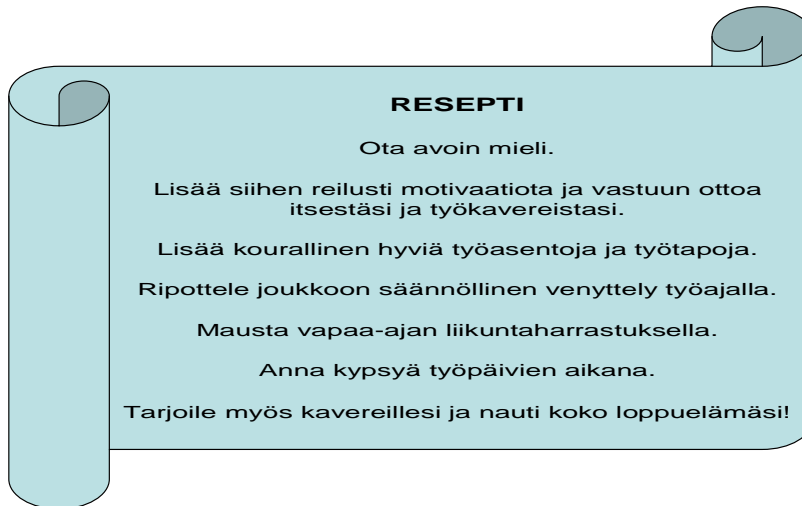 RESEPTI
Ota avoin mieli.
Lisää siihen reilusti motivaatiota ja vastuun ottoa
itsestäsi ja työkavereistasi.
Lisää kourallinen hyviä työasentoja ja työtapoja.
Ripottele joukkoon säännöllinen venyttely työajalla.
Mausta vapaa-ajan liikuntaharrastuksella.
Anna kypsyä työpäivien aikana.
Tarjoile myös kavereillesi ja nauti koko loppuelämäsi!